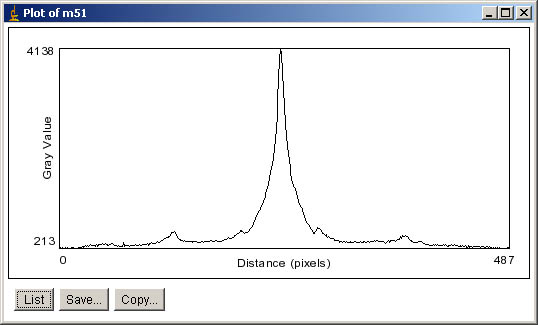 Plot of m51
4138
Gray Value
213
0
487
Distance (pixels)
List
Save...
Copy...